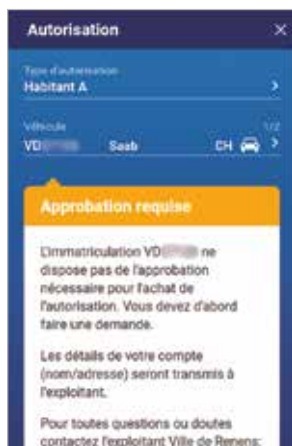 Autorisation ×
Type d'autorisation
Habitant A
Véhicule 1/2
VD Saab CH
Approbation requise
L'immatriculation VD ne
dispose pas de l'approbation
nécessaire pour l'achat de
l'autorisation. Vous devez d'abord
faire une demande.
Les détails de votre compte
(nom/adresse) seront transmis à
l'exploitant.
Pour toutes questions ou doutes
contactez l'exploitant Ville de Renens: